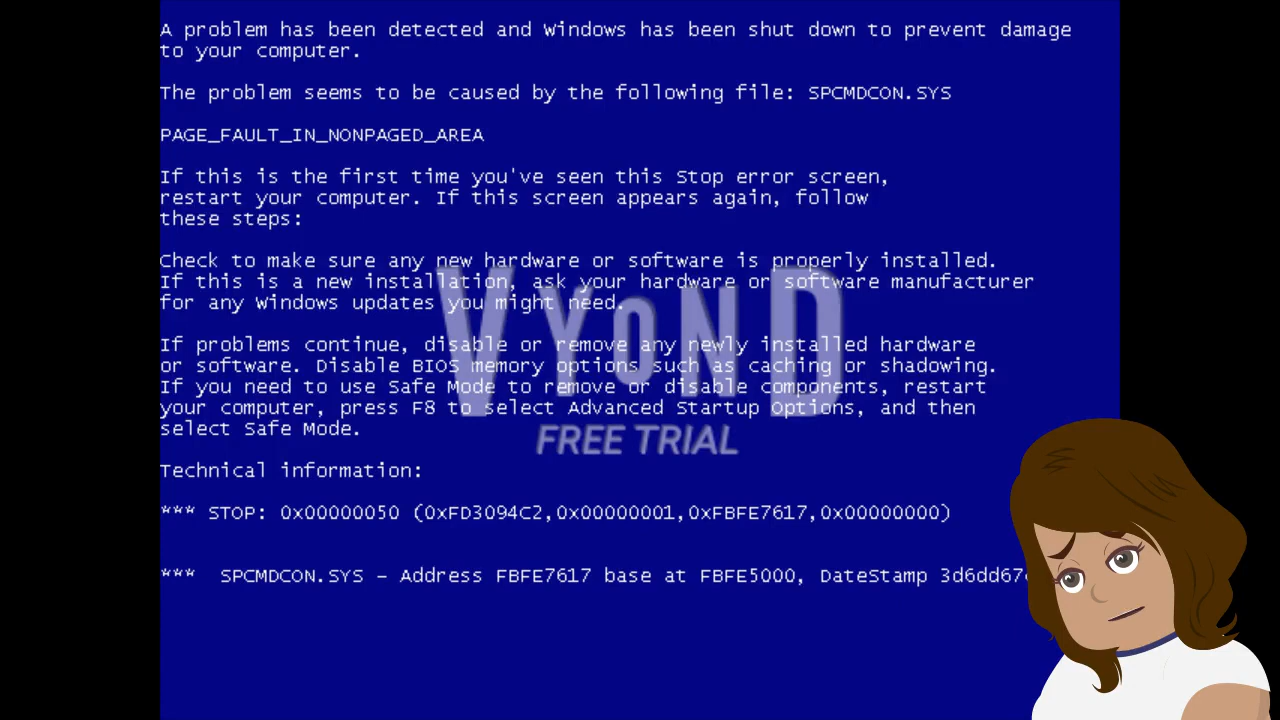 A problem has been detected and Windows has been shut down to prevent damage
to your computer.
The problem seems to be caused by the following file: SPCMDCON.SYS
PAGE_FAULT_IN_NONPAGED_AREA
If this is the first time you've seen this Stop error screen,
restart your computer. If this screen appears again, follow
these steps:
Check to make sure any new hardware or software is properly installed.
If this is a new installation, ask your hardware or software manufacturer
for any Windows updates you might need.
If problems continue, disable or remove any newly installed hardware
or software. Disable BIOS memory options such as caching or shadowing.
If you need to use Safe Mode to remove or disable components, restart
your computer, press F8 to select Advanced Startup Options, and then
select Safe Mode.
VYOND
FREE TRIAL
Technical information:
*** STOP: 0x00000050 (0xFD3094C2,0x00000001,0xFBFE7617,0x00000000)
*** SPCMDCON.SYS - Address FBFE7617 base at FBFE5000, DateStamp